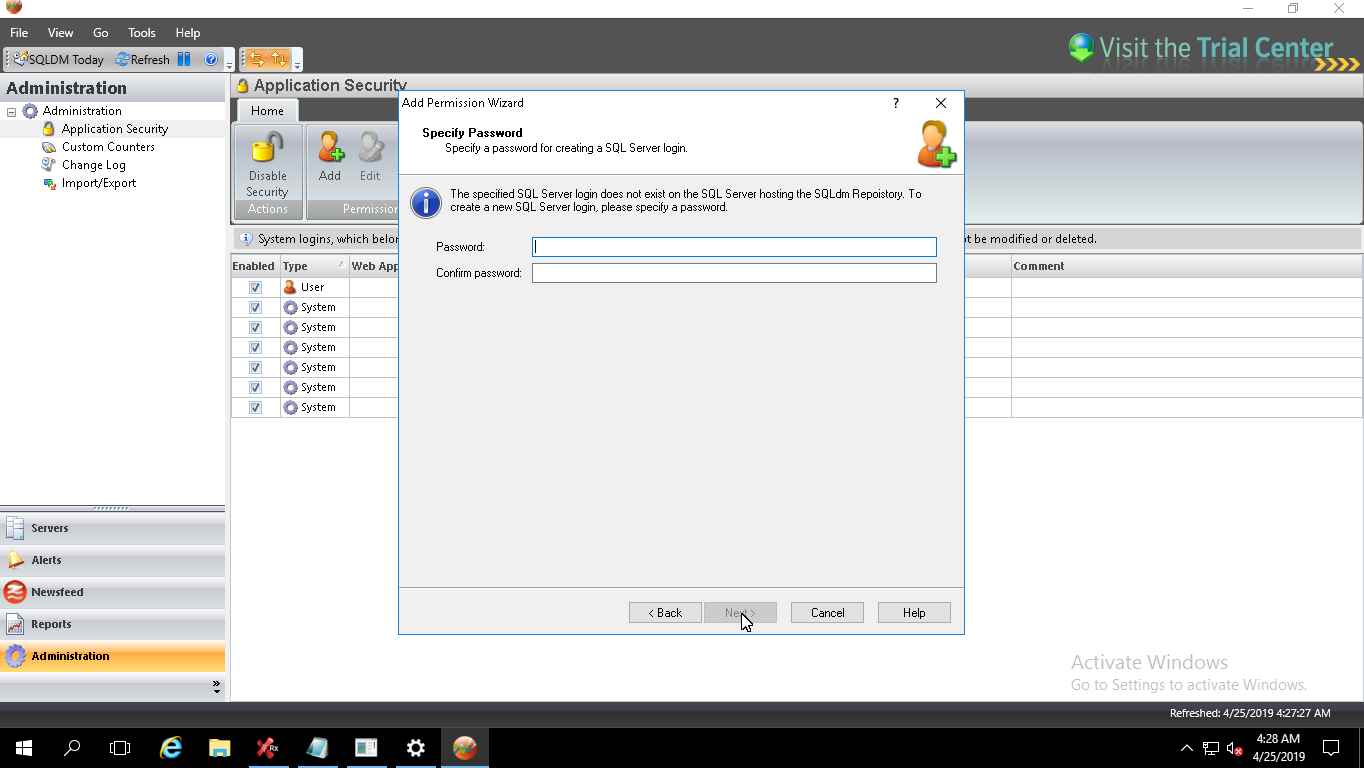 File View Go Tools Help
SQLDM Today Refresh
Visit the Trial Center
Administration
Administration
Application Security
Custom Counters
Change Log
Import/Export
Servers
Alerts
Newsfeed
Reports
Administration
Application Security
Home
Disable
Security
Actions
Add Edit
Permission
System logins, which belon
t be modified or deleted.
Enabled Type Web App Comment
User
System
System
System
System
System
System
Add Permission Wizard
?
Specify Password
Specify a password for creating a SQL Server login.
The specified SQL Server login does not exist on the SQL Server hosting the SQLdm Repoistory. To
create a new SQL Server login, please specify a password.
Password:
Confirm password:
< Back Next > Cancel Help
Activate Windows
Go to Settings to activate Windows.
Refreshed: 4/25/2019 4:27:27 AM
4:28 AM
4/25/2019